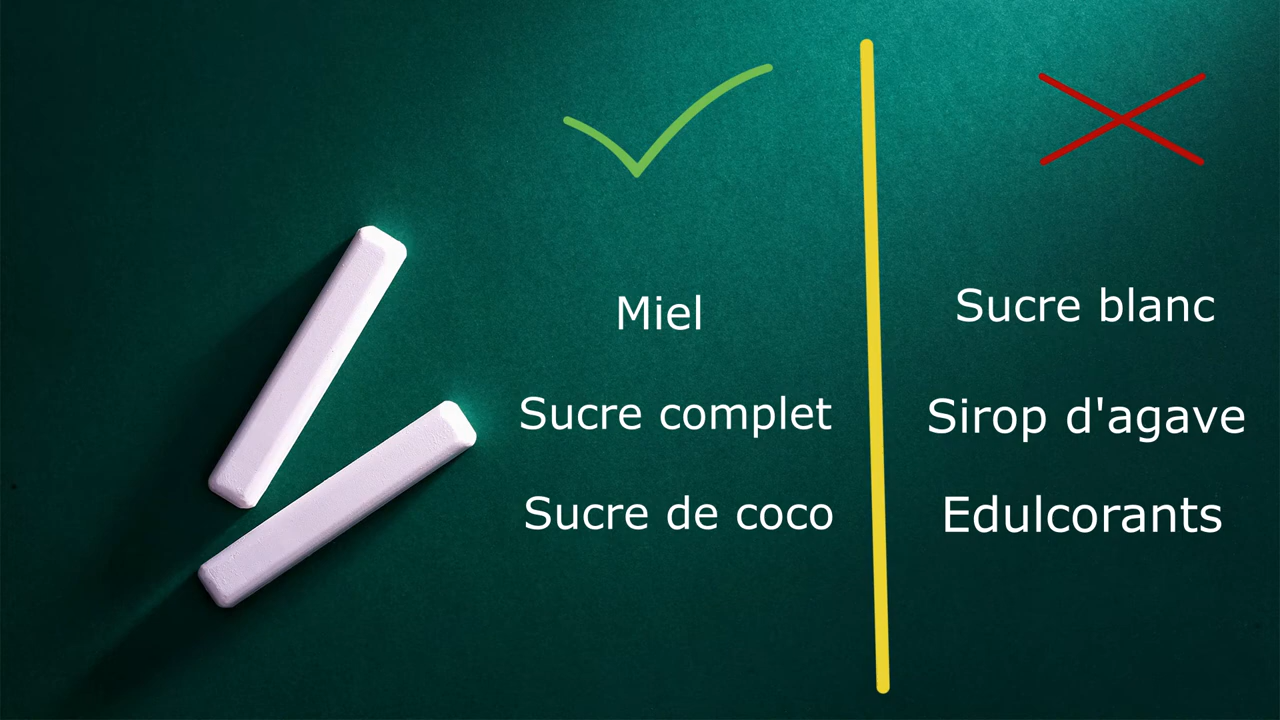 Miel
Sucre complet
Sucre de coco
Sucre blanc
Sirop d'agave
Edulcorants